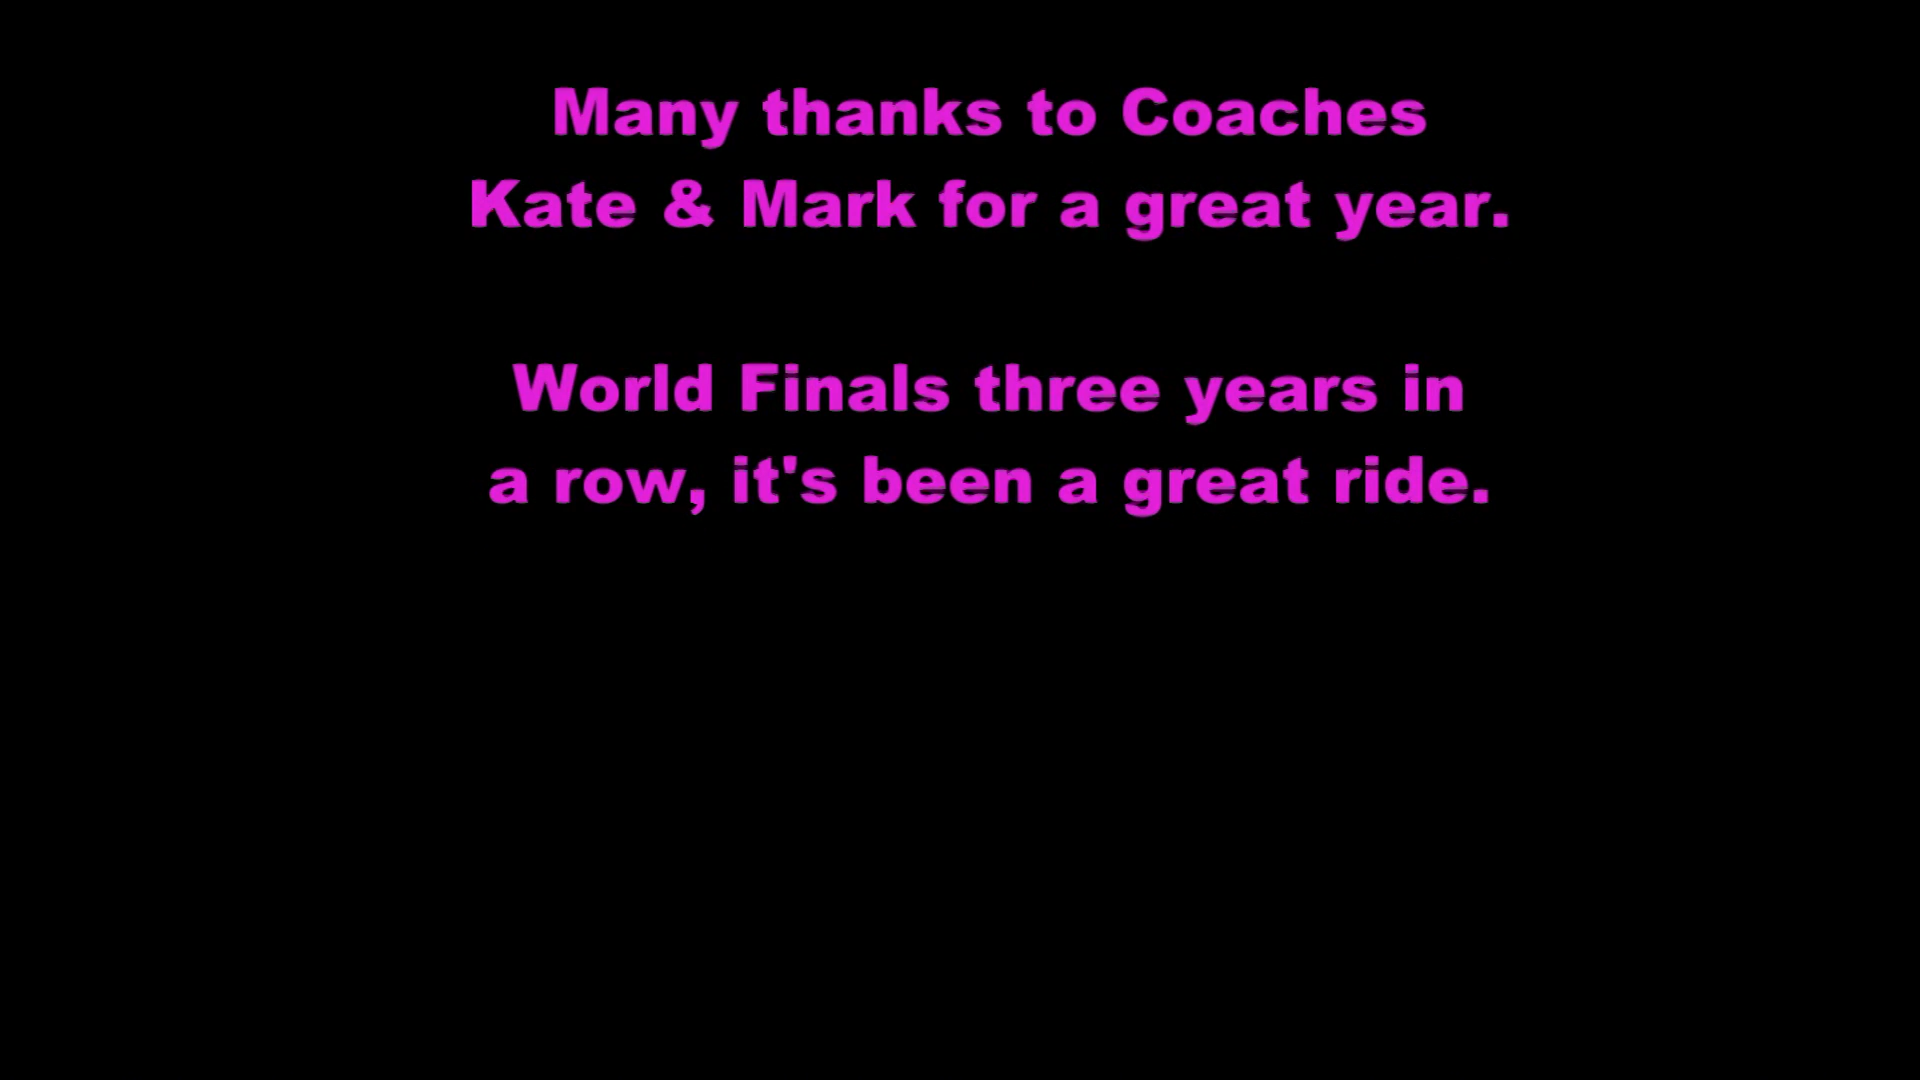 Many thanks to Coaches
Kate & Mark for a great year.
World Finals three years in
a row, it's been a great ride.